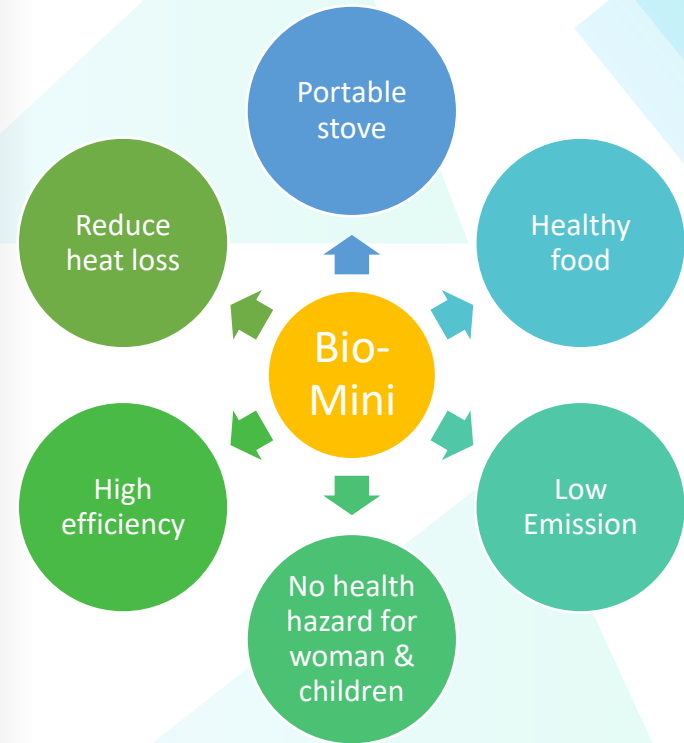 Portable
stove
Healthy
food
Low
Emission
No health
hazard for
woman &
children
High
efficiency
Reduce
heat loss
Bio-
Mini